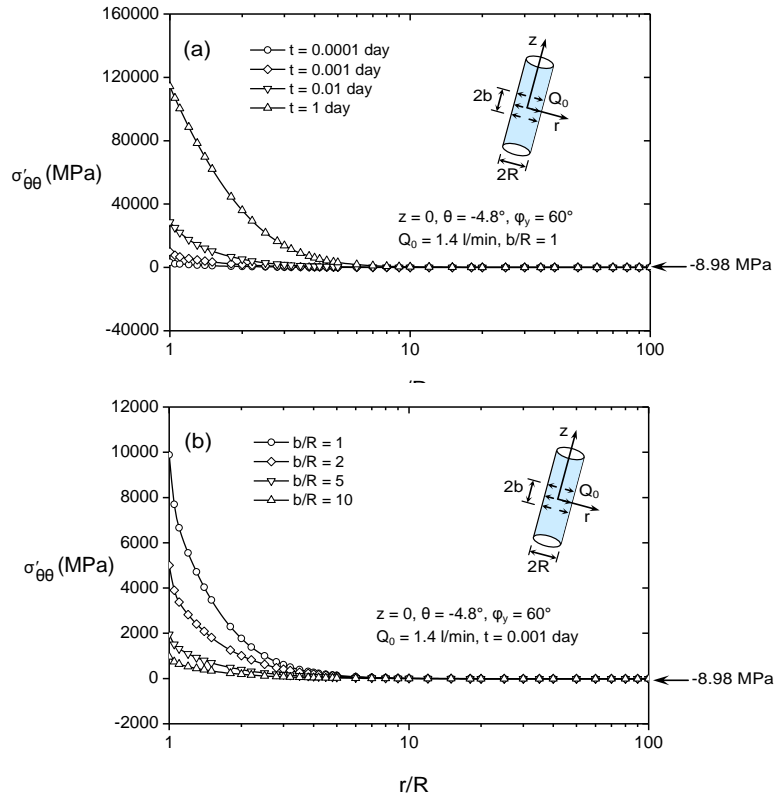 160000
(a)
t = 0.0001 day
t = 0.001 day
t = 0.01 day
t = 1 day
120000
80000
40000
0
-40000
σ′θθ (MPa)
z
2b
Q0
r
2R
z = 0, θ = -4.8°, φy = 60°
Q0 = 1.4 l/min, b/R = 1
-8.98 MPa
1
10
100
12000
(b)
b/R = 1
b/R = 2
b/R = 5
b/R = 10
10000
8000
6000
4000
2000
0
-2000
σ′θθ (MPa)
z
2b
Q0
r
2R
z = 0, θ = -4.8°, φy = 60°
Q0 = 1.4 l/min, t = 0.001 day
-8.98 MPa
1
10
100
r/R